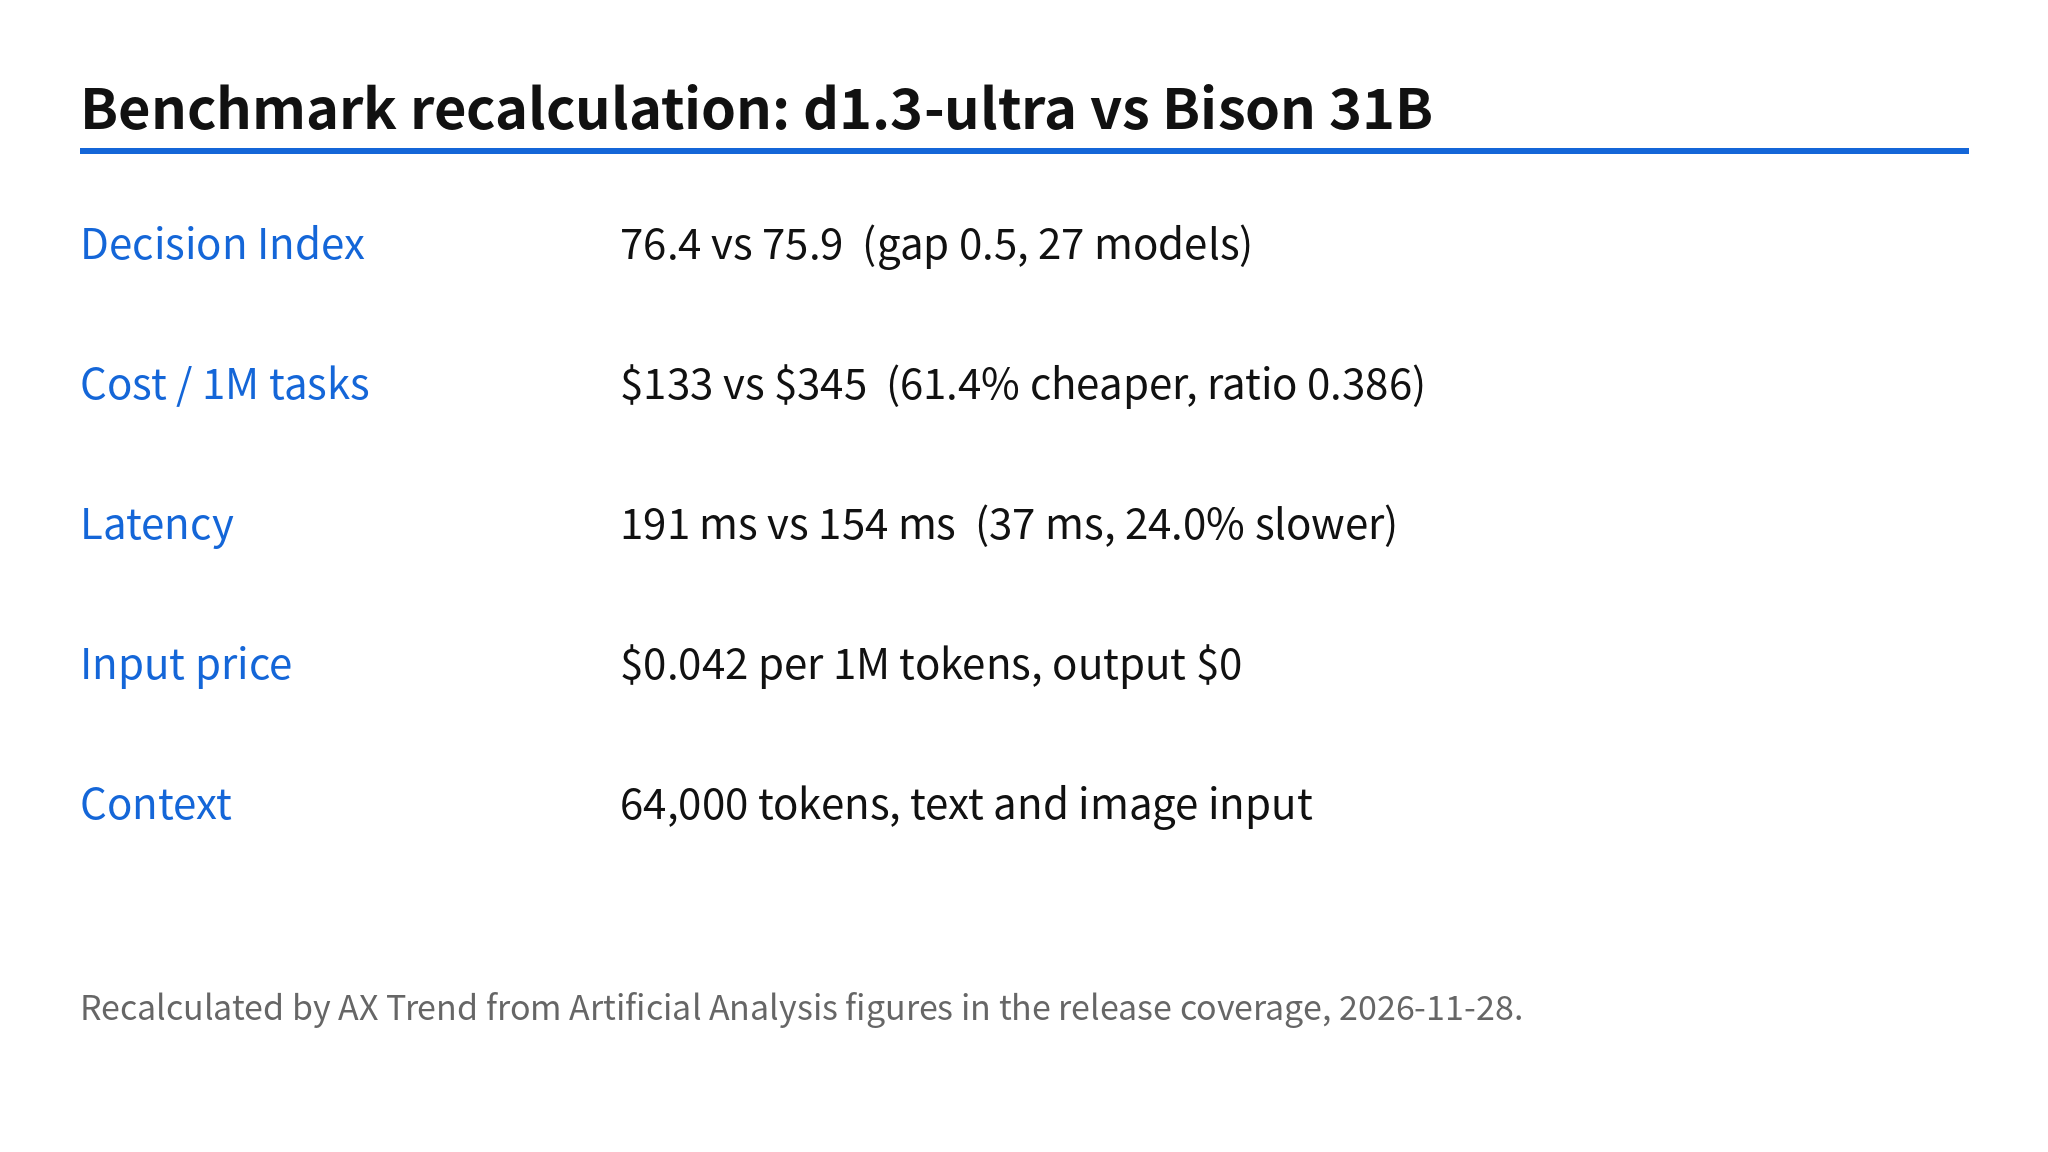 Benchmark recalculation: d1.3-ultra vs Bison 31B
Decision Index 76.4 vs 75.9 (gap 0.5, 27 models)
Cost / 1M tasks $133 vs $345 (61.4% cheaper, ratio 0.386)
Latency 191 ms vs 154 ms (37 ms, 24.0% slower)
Input price $0.042 per 1M tokens, output $0
Context 64,000 tokens, text and image input
Recalculated by AX Trend from Artificial Analysis figures in the release coverage, 2026-11-28.